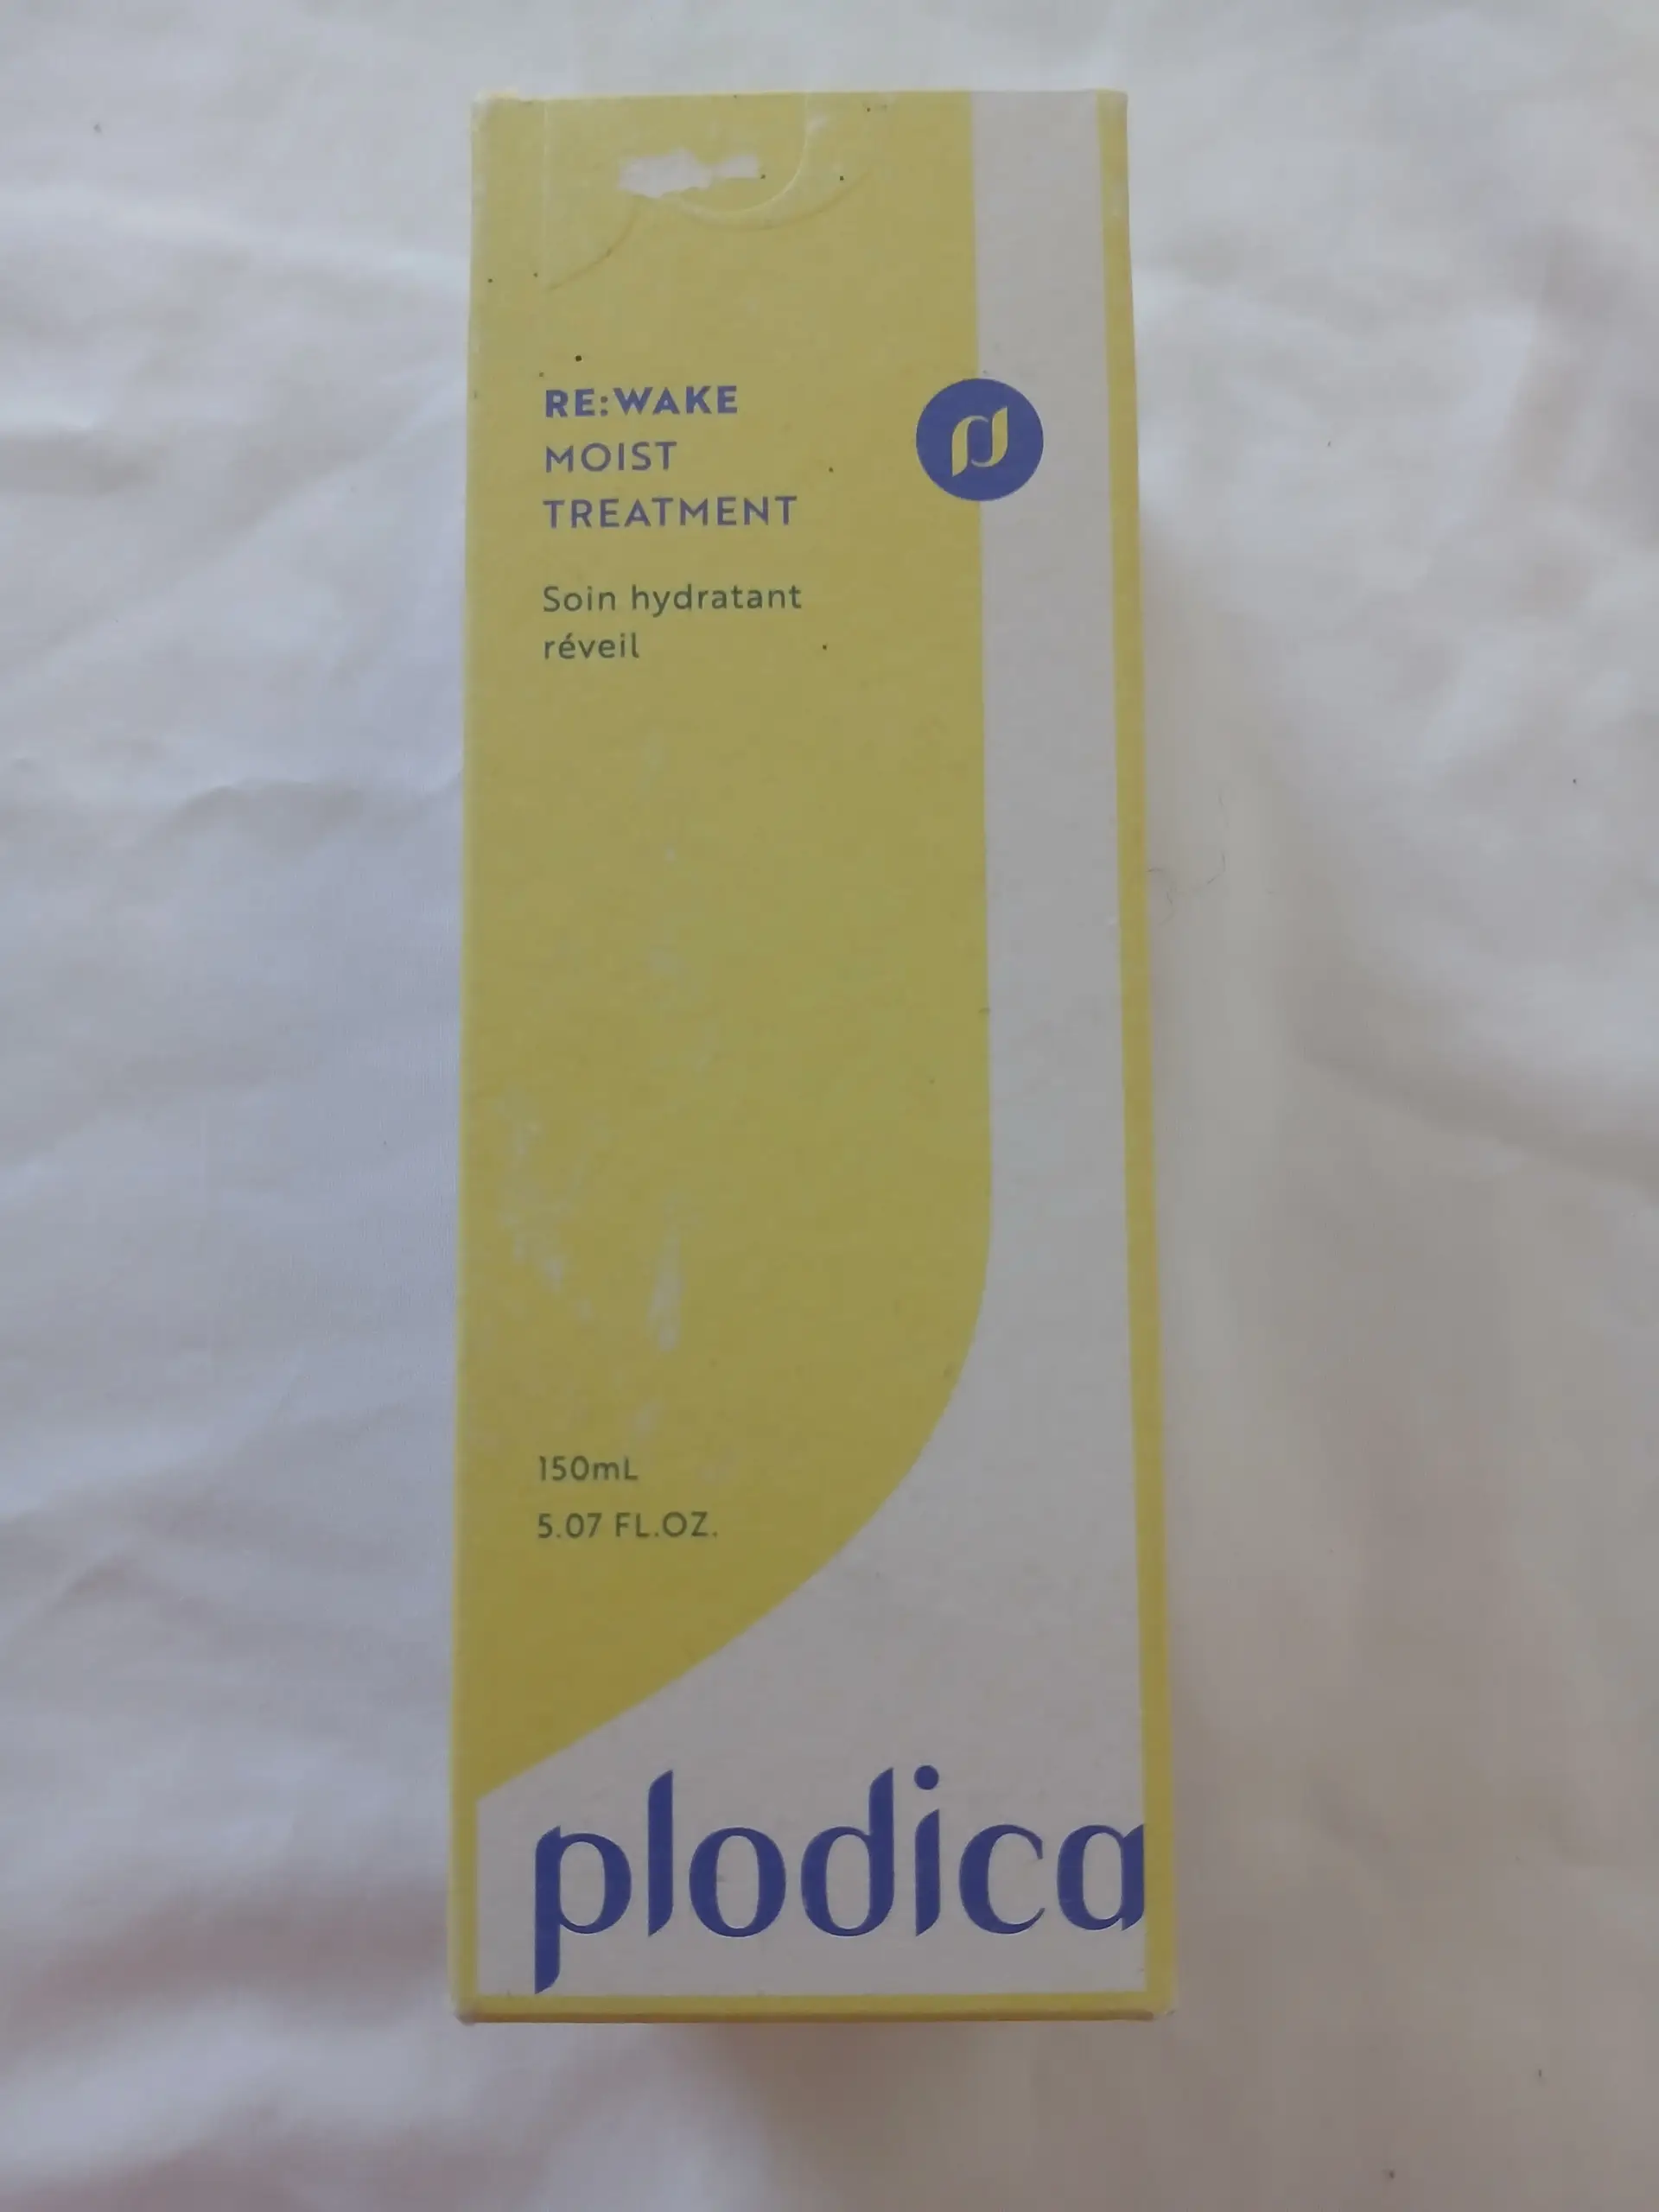 RE:WAKE
MOIST
TREATMENT
Soin hydratant
réveil
150mL
5.07 FL.OZ.
plodica